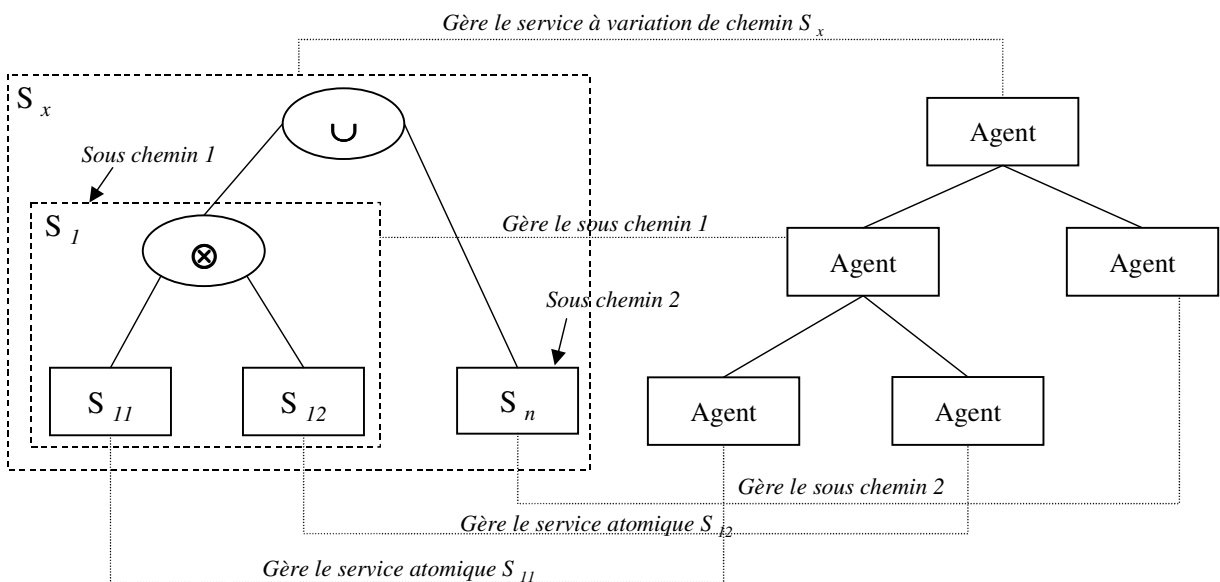 Gère le service à variation de chemin S x
S x
∪
Agent
Sous chemin 1
S 1
Gère le sous chemin 1
⊗
Agent
Agent
Sous chemin 2
S 11
S 12
S n
Agent
Agent
Gère le sous chemin 2
Gère le service atomique S 12
Gère le service atomique S 11